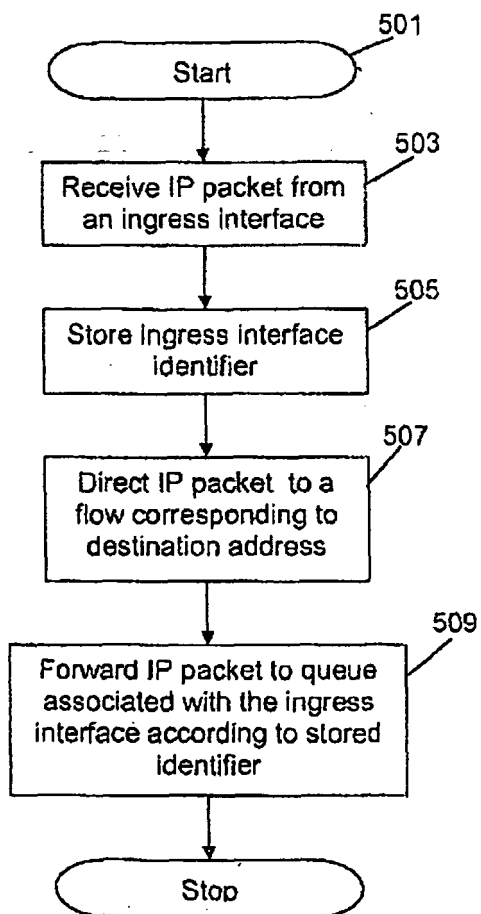 501
Start
503
Receive IP packet from
an ingress interface
505
Store ingress interface
identifier
507
Direct IP packet to a
flow corresponding to
destination address
509
Forward IP packet to queue
associated with the ingress
interface according to stored
identifier
Stop